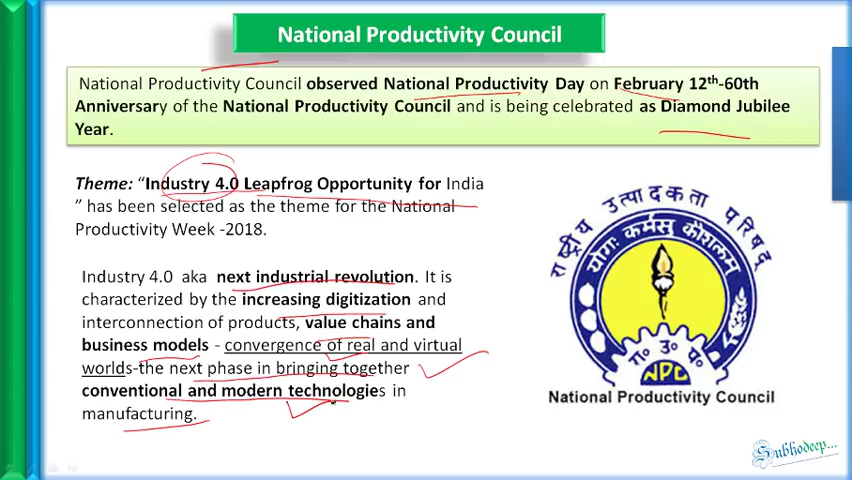 National Productivity Council
National Productivity Council observed National Productivity Day on February 12th-60th
Anniversary of the National Productivity Council and is being celebrated as Diamond Jubilee
Year.
Theme: “Industry 4.0 Leapfrog Opportunity for India
” has been selected as the theme for the National
Productivity Week -2018.
Industry 4.0 aka next industrial revolution. It is
characterized by the increasing digitization and
interconnection of products, value chains and
business models - convergence of real and virtual
worlds-the next phase in bringing together
conventional and modern technologies in
manufacturing.
राष्ट्रीय उत्पादकता परिषद
योगः कर्मसु कौशलम्
रा० उ० प०
NPC
National Productivity Council
Subhodeep...